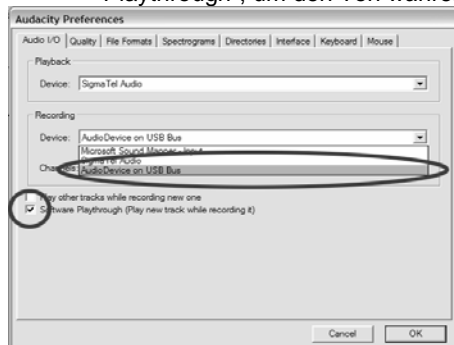 Playthrough", um den Ton währe
Audacity Preferences
Audio I/O Quality File Formats Spectrograms Directories Interface Keyboard Mouse
Playback
Device: SigmaTel Audio
Recording
Device: AudioDevice on USB Bus
Microsoft Sound Mapper - Input
SigmaTel Audio
AudioDevice on USB Bus
Play other tracks while recording new one
Software Playthrough (Play new track while recording it)
Cancel OK